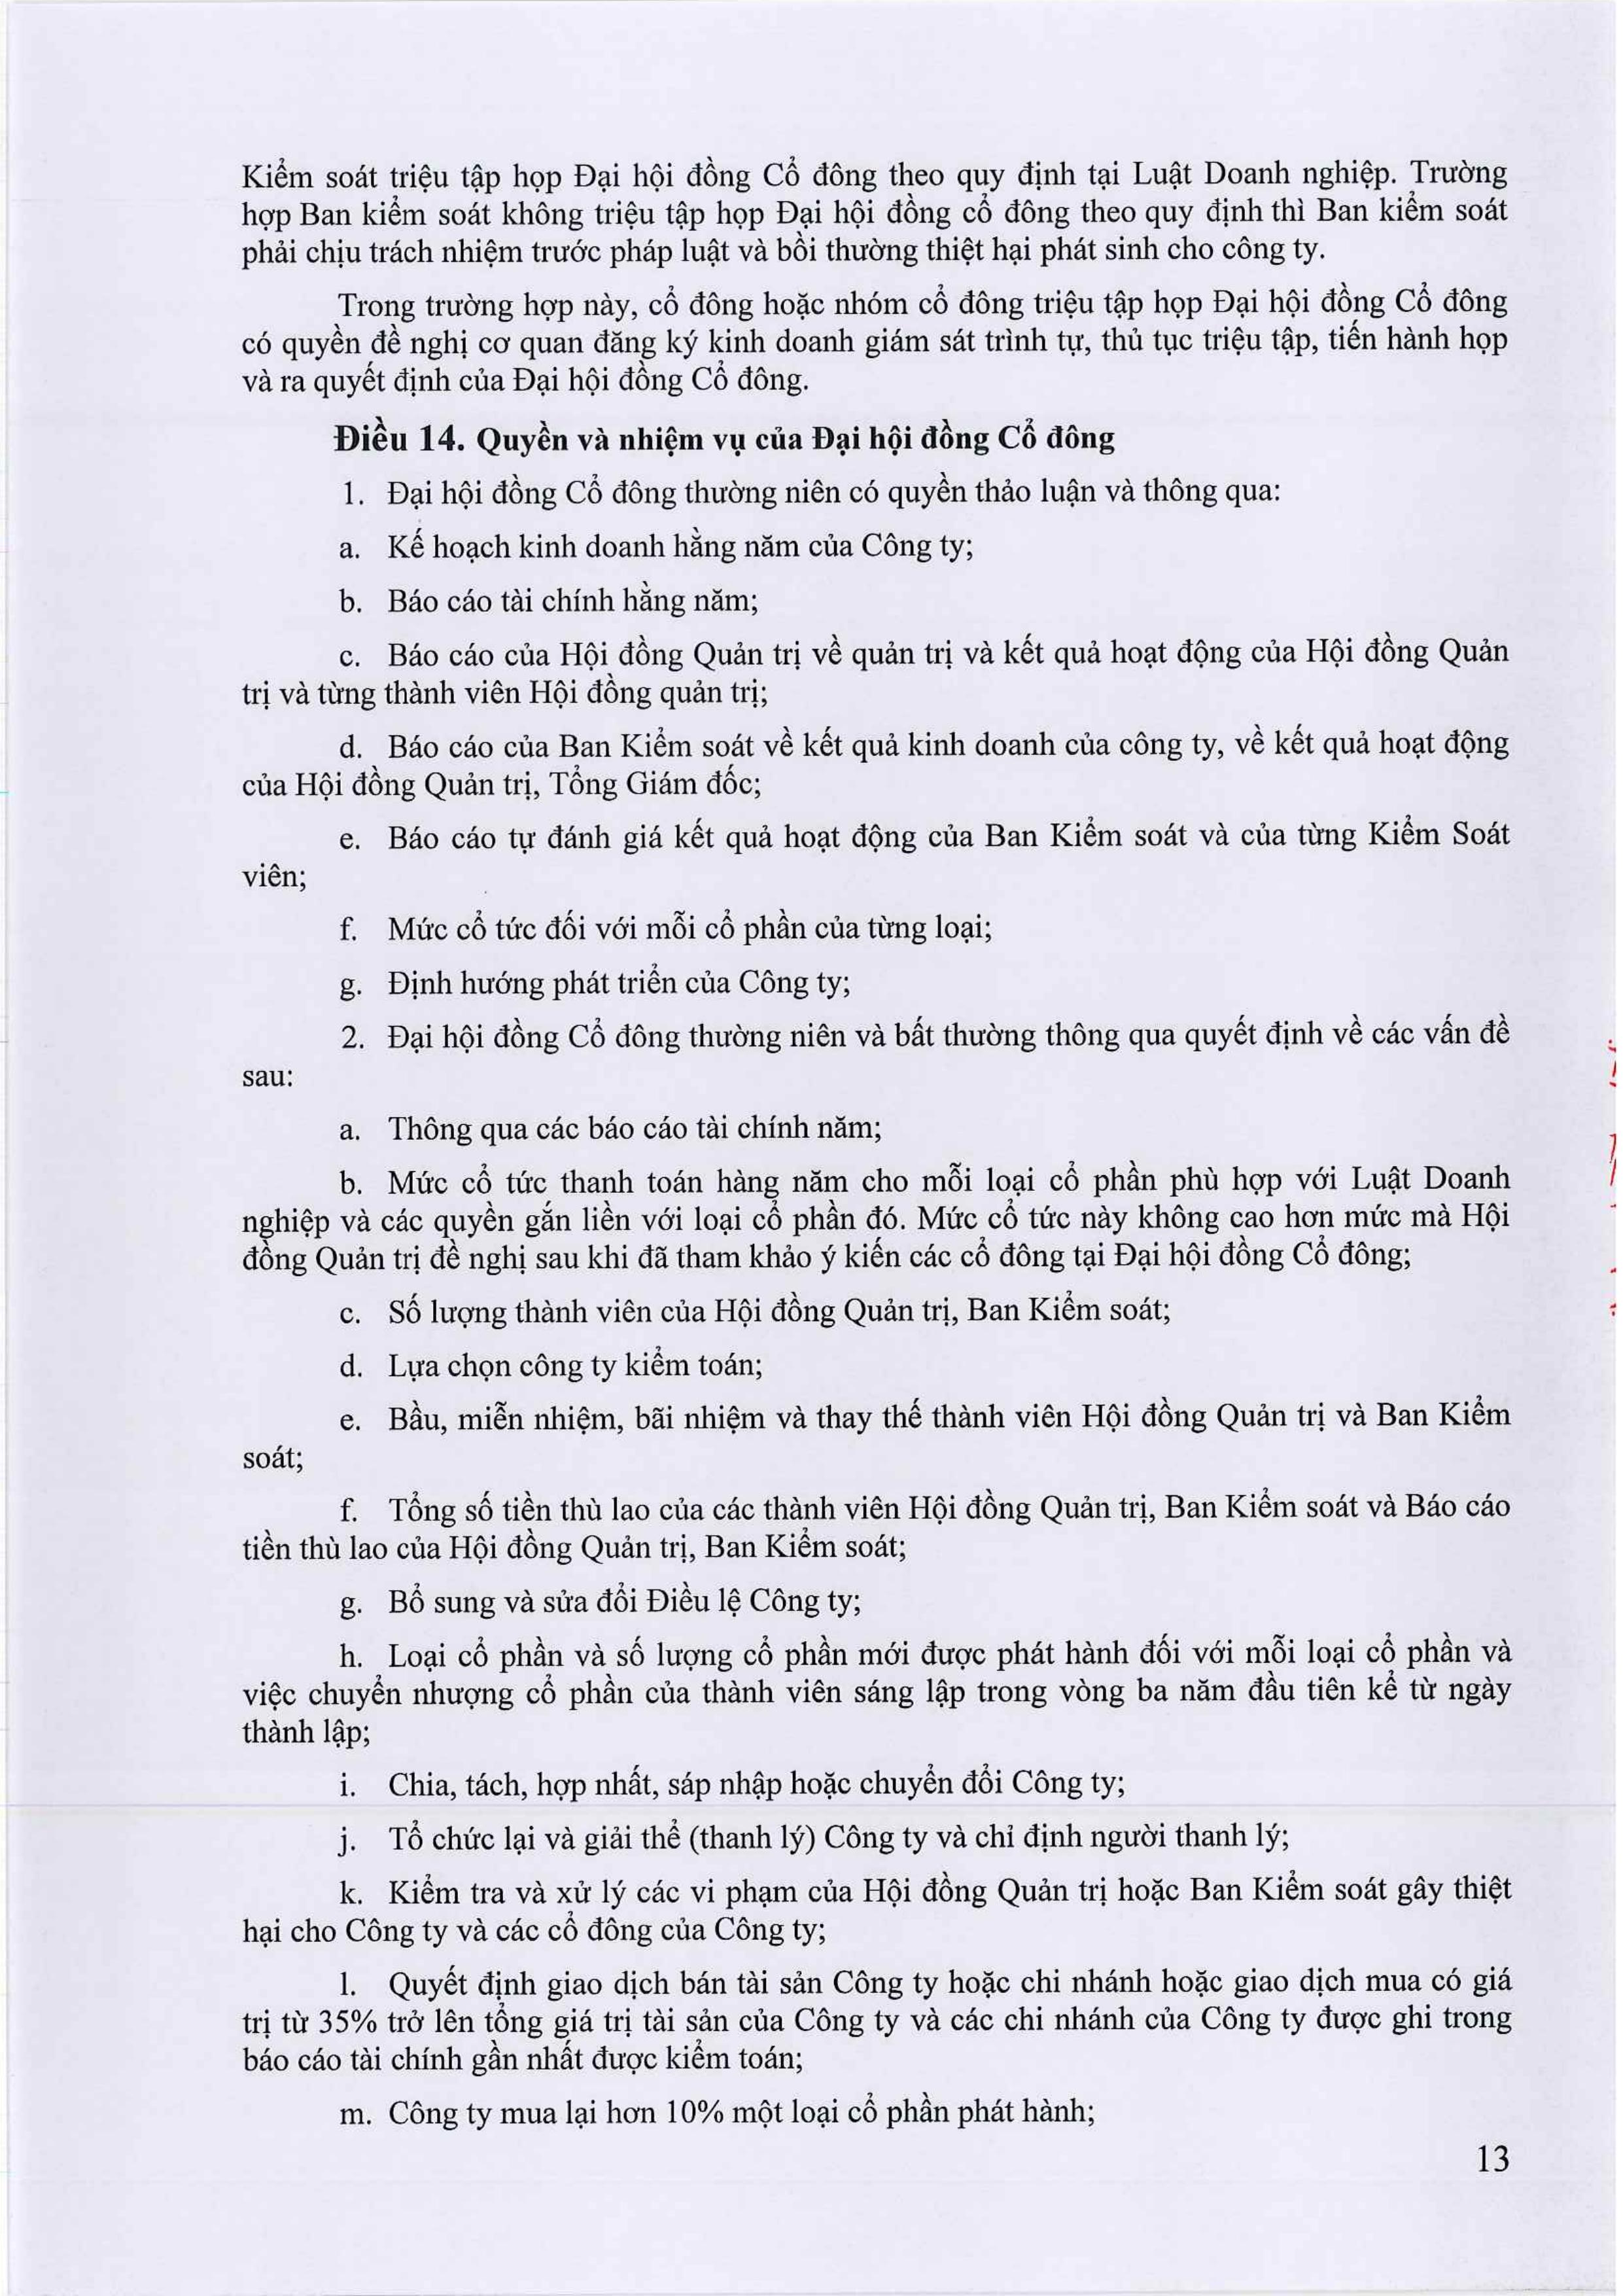 Kiểm soát triệu tập họp Đại hội đồng Cổ đông theo quy định tại Luật Doanh nghiệp. Trường
hợp Ban kiểm soát không triệu tập họp Đại hội đồng cổ đông theo quy định thì Ban kiểm soát
phải chịu trách nhiệm trước pháp luật và bồi thường thiệt hại phát sinh cho công ty.
Trong trường hợp này, cổ đông hoặc nhóm cổ đông triệu tập họp Đại hội đồng Cổ đông
có quyền đề nghị cơ quan đăng ký kinh doanh giám sát trình tự, thủ tục triệu tập, tiến hành họp
và ra quyết định của Đại hội đồng Cổ đông.
Điều 14. Quyền và nhiệm vụ của Đại hội đồng Cổ đông
1. Đại hội đồng Cổ đông thường niên có quyền thảo luận và thông qua:
a. Kế hoạch kinh doanh hằng năm của Công ty;
b. Báo cáo tài chính hằng năm;
c. Báo cáo của Hội đồng Quản trị về quản trị và kết quả hoạt động của Hội đồng Quản
trị và từng thành viên Hội đồng quản trị;
d. Báo cáo của Ban Kiểm soát về kết quả kinh doanh của công ty, về kết quả hoạt động
của Hội đồng Quản trị, Tổng Giám đốc;
e. Báo cáo tự đánh giá kết quả hoạt động của Ban Kiểm soát và của từng Kiểm Soát
viên;
f. Mức cổ tức đối với mỗi cổ phần của từng loại;
g. Định hướng phát triển của Công ty;
2. Đại hội đồng Cổ đông thường niên và bất thường thông qua quyết định về các vấn đề
sau:
a. Thông qua các báo cáo tài chính năm;
b. Mức cổ tức thanh toán hàng năm cho mỗi loại cổ phần phù hợp với Luật Doanh
nghiệp và các quyền gắn liền với loại cổ phần đó. Mức cổ tức này không cao hơn mức mà Hội
đồng Quản trị đề nghị sau khi đã tham khảo ý kiến các cổ đông tại Đại hội đồng Cổ đông;
c. Số lượng thành viên của Hội đồng Quản trị, Ban Kiểm soát;
d. Lựa chọn công ty kiểm toán;
e. Bầu, miễn nhiệm, bãi nhiệm và thay thế thành viên Hội đồng Quản trị và Ban Kiểm
soát;
f. Tổng số tiền thù lao của các thành viên Hội đồng Quản trị, Ban Kiểm soát và Báo cáo
tiền thù lao của Hội đồng Quản trị, Ban Kiểm soát;
g. Bổ sung và sửa đổi Điều lệ Công ty;
h. Loại cổ phần và số lượng cổ phần mới được phát hành đối với mỗi loại cổ phần và
việc chuyển nhượng cổ phần của thành viên sáng lập trong vòng ba năm đầu tiên kể từ ngày
thành lập;
i. Chia, tách, hợp nhất, sáp nhập hoặc chuyển đổi Công ty;
j. Tổ chức lại và giải thể (thanh lý) Công ty và chỉ định người thanh lý;
k. Kiểm tra và xử lý các vi phạm của Hội đồng Quản trị hoặc Ban Kiểm soát gây thiệt
hại cho Công ty và các cổ đông của Công ty;
l. Quyết định giao dịch bán tài sản Công ty hoặc chi nhánh hoặc giao dịch mua có giá
trị từ 35% trở lên tổng giá trị tài sản của Công ty và các chi nhánh của Công ty được ghi trong
báo cáo tài chính gần nhất được kiểm toán;
m. Công ty mua lại hơn 10% một loại cổ phần phát hành;
13